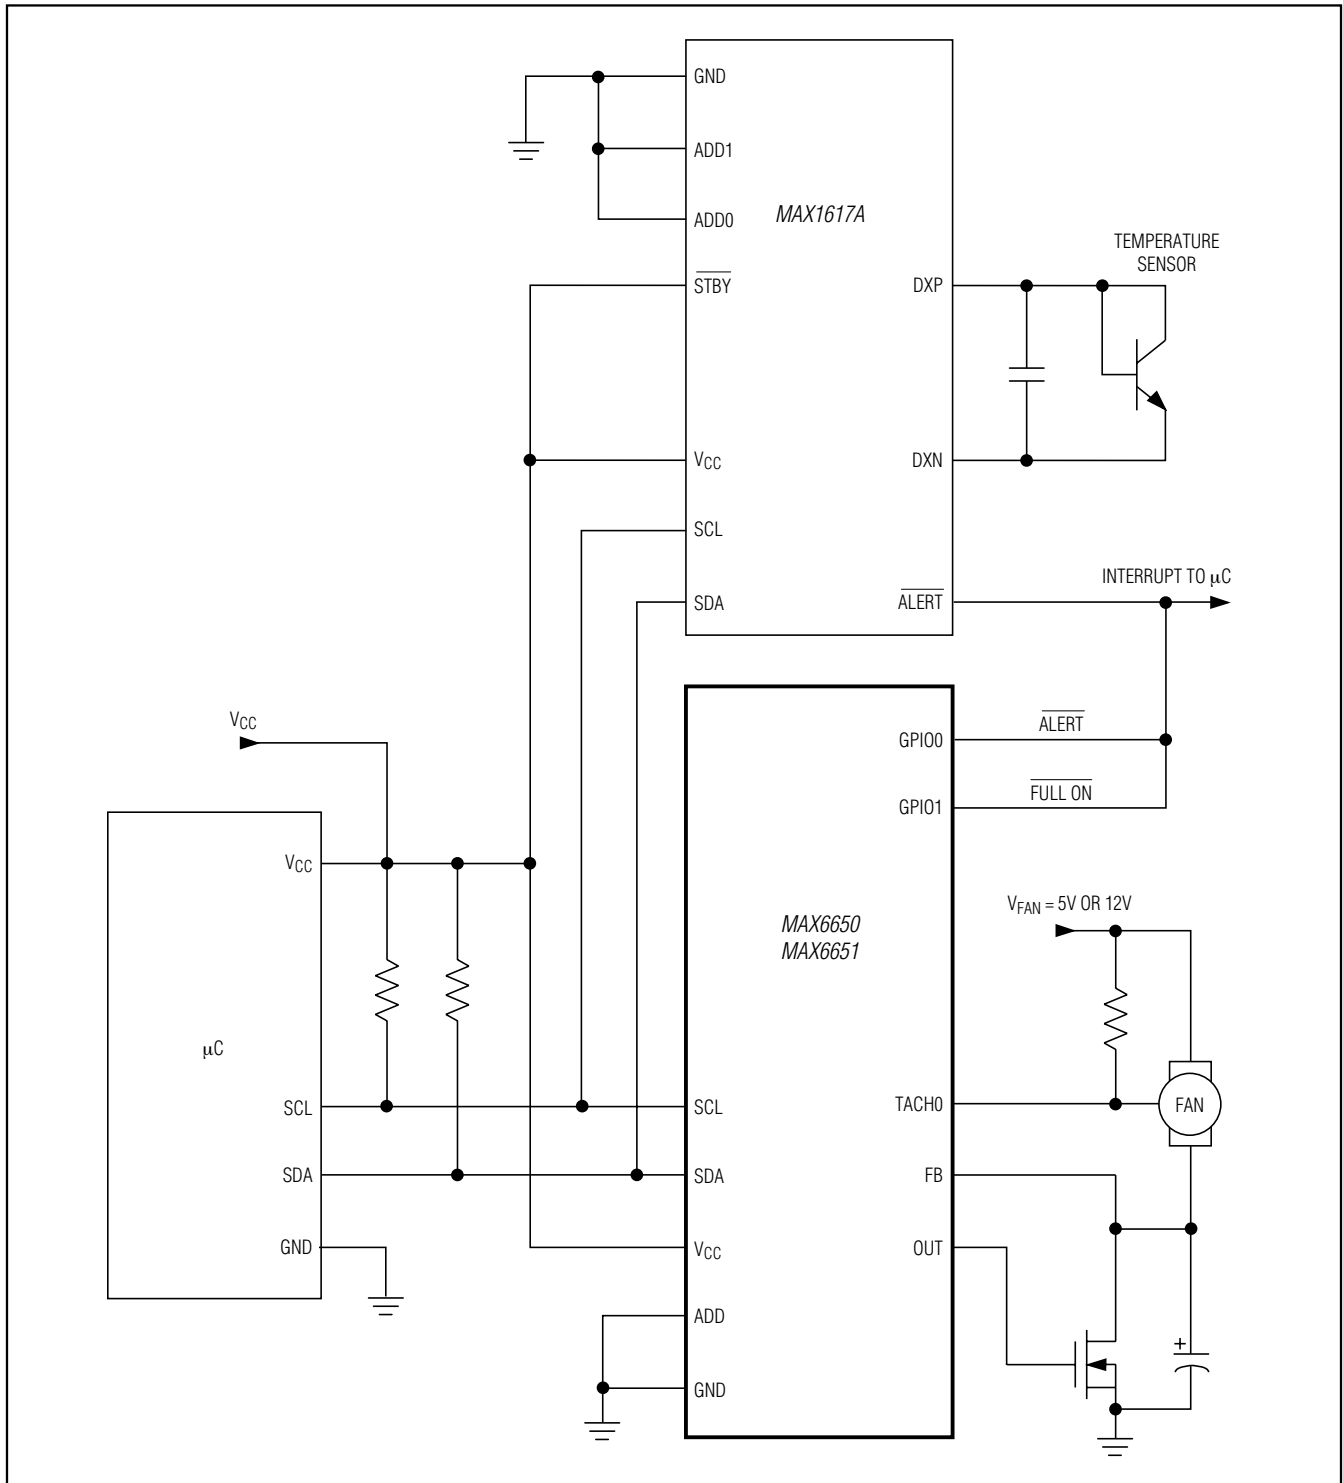 GND
ADD1
ADD0
MAX1617A
STBY
VCC
SCL
SDA
DXP
DXN
ALERT
TEMPERATURE
SENSOR
INTERRUPT TO µC
VCC
VCC
µC
SCL
SDA
GND
GPIO0
ALERT
GPIO1
FULL ON
MAX6650
MAX6651
SCL
SDA
VCC
ADD
GND
TACH0
FB
OUT
VFAN = 5V OR 12V
FAN
+